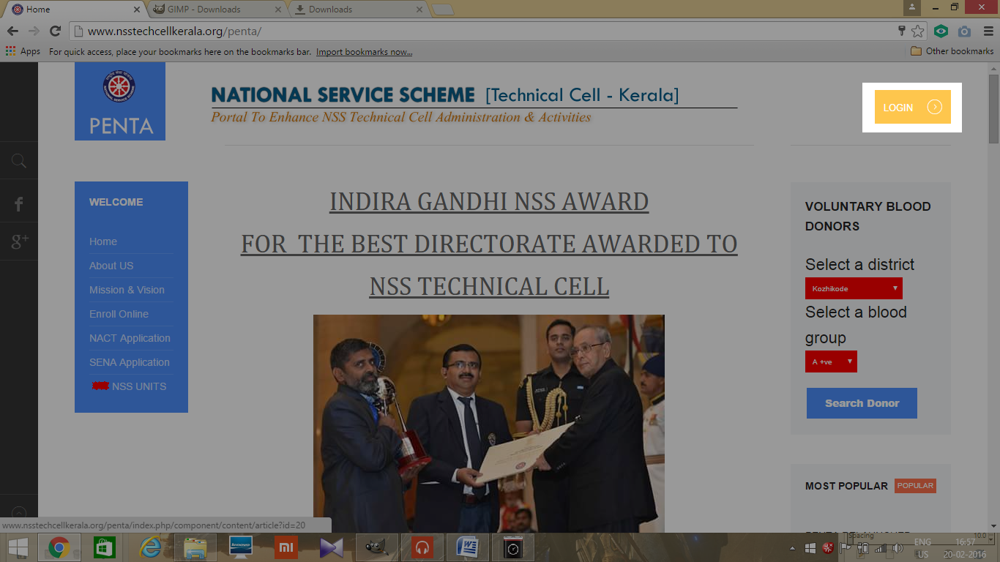 Home
GIMP - Downloads
Downloads
www.nsstechcellkerala.org/penta/
Apps
For quick access, place your bookmarks here on the bookmarks bar. Import bookmarks now...
Other bookmarks
PENTA
NATIONAL SERVICE SCHEME [Technical Cell - Kerala]
Portal To Enhance NSS Technical Cell Administration & Activities
LOGIN
WELCOME
Home
About US
Mission & Vision
Enroll Online
NACT Application
SENA Application
NSS UNITS
INDIRA GANDHI NSS AWARD
FOR THE BEST DIRECTORATE AWARDED TO
NSS TECHNICAL CELL
VOLUNTARY BLOOD
DONORS
Select a district
Kozhikode
Select a blood
group
A +ve
Search Donor
MOST POPULAR
POPULAR
www.nsstechcellkerala.org/penta/index.php/component/content/article?id=20
lenovo
mi
Spacing
10.0
ENG
US
16:57
20-02-2016